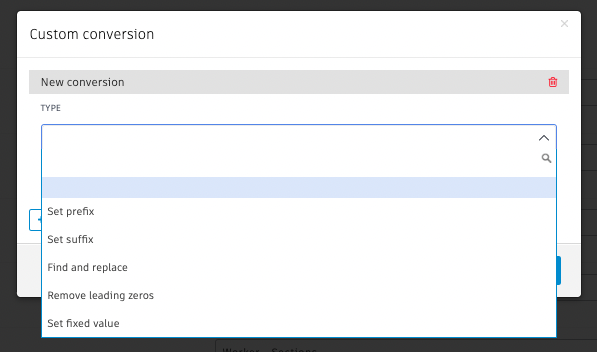 Custom conversion
New conversion
TYPE
Set prefix
Set suffix
Find and replace
Remove leading zeros
Set fixed value